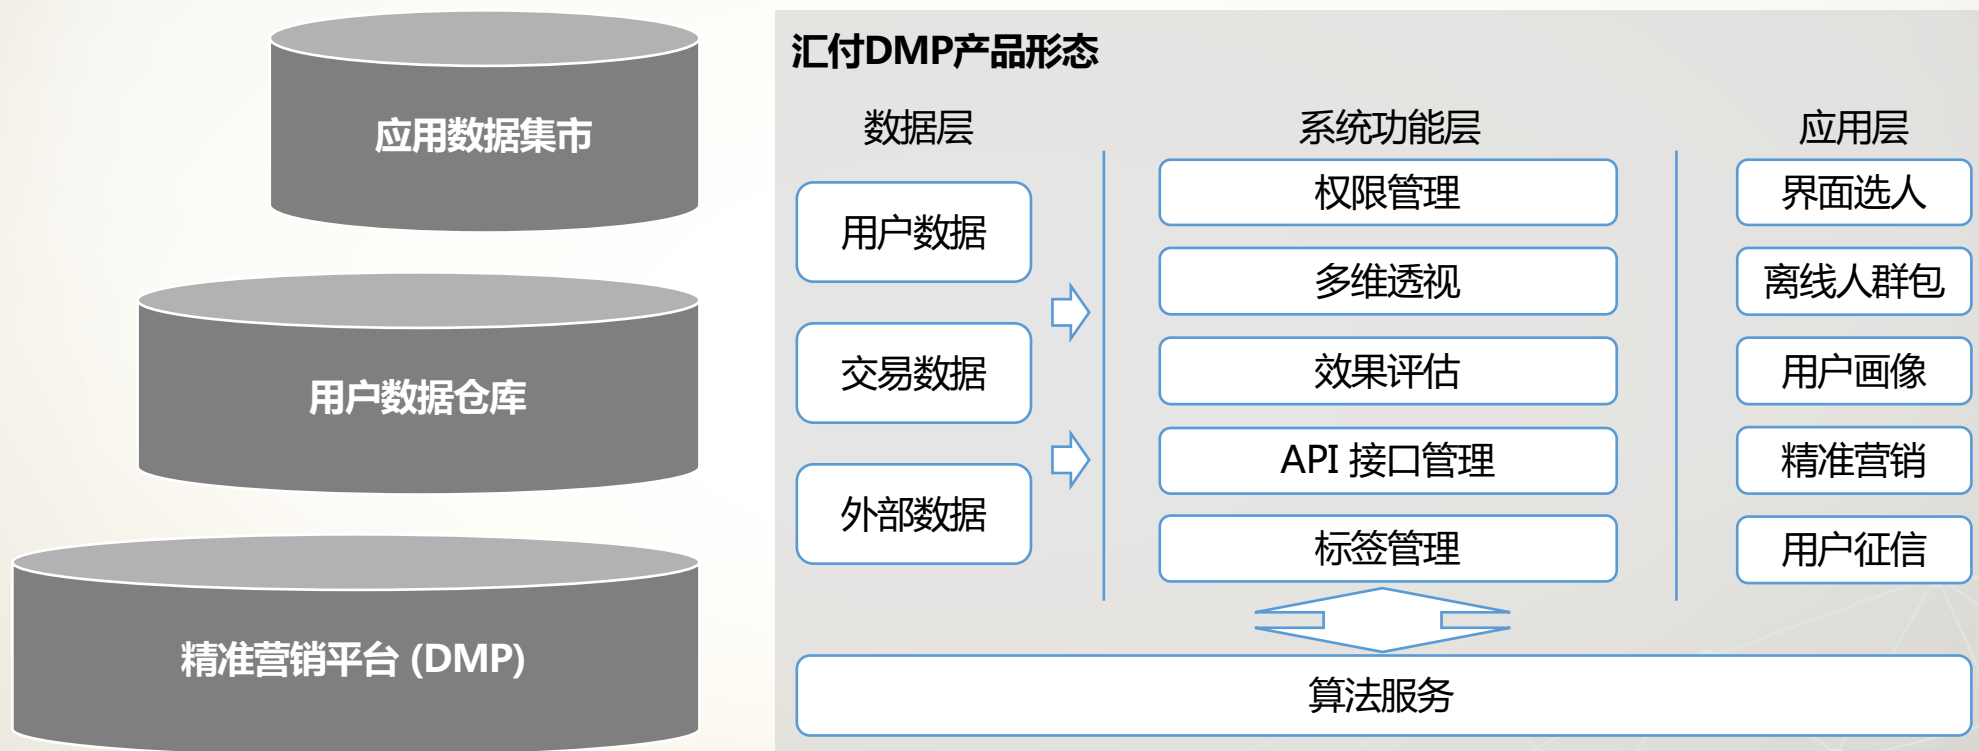 应用数据集市
用户数据仓库
精准营销平台 (DMP)
汇付DMP产品形态
数据层
用户数据
交易数据
外部数据
系统功能层
权限管理
多维透视
效果评估
API 接口管理
标签管理
应用层
界面选人
离线人群包
用户画像
精准营销
用户征信
算法服务